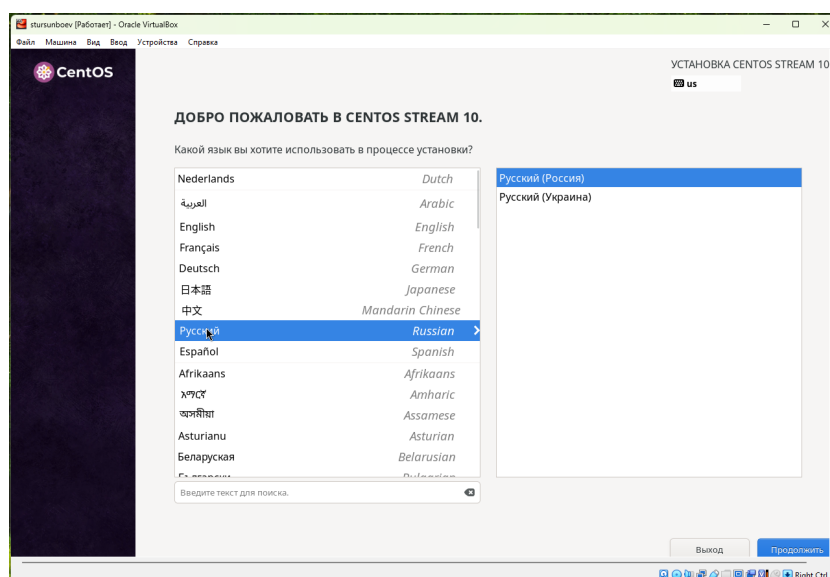 stursunboev [Работает] - Oracle VirtualBox
Файл Машина Вид Ввод Устройства Справка
CentOS
УСТАНОВКА CENTOS STREAM 10
us
ДОБРО ПОЖАЛОВАТЬ В CENTOS STREAM 10.
Какой язык вы хотите использовать в процессе установки?
Nederlands Dutch
العربية Arabic
English English
Français French
Deutsch German
日本語 Japanese
中文 Mandarin Chinese
Русский Russian
Español Spanish
Afrikaans Afrikaans
አማርኛ Amharic
অসমীয়া Assamese
Asturianu Asturian
Беларуская Belarusian
Български Bulgarian
Русский (Россия)
Русский (Украина)
Введите текст для поиска.
Выход
Продолжить
Right Ctrl